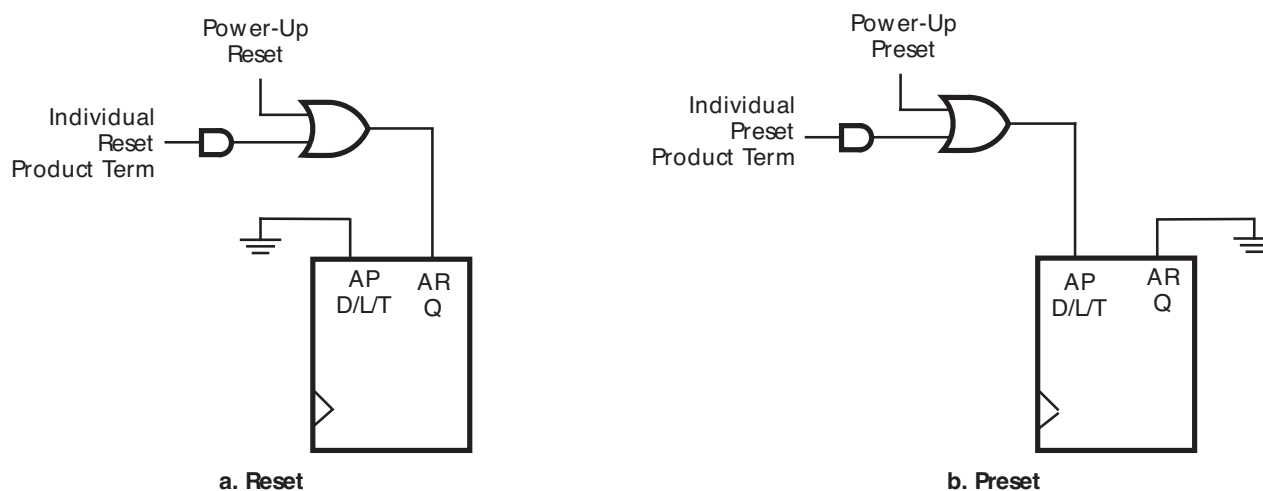 Power-Up
Reset
Individual
Reset
Product Term
AP
AR
D/L/T
Q
a. Reset
Power-Up
Preset
Individual
Preset
Product Term
AP
AR
D/L/T
Q
b. Preset